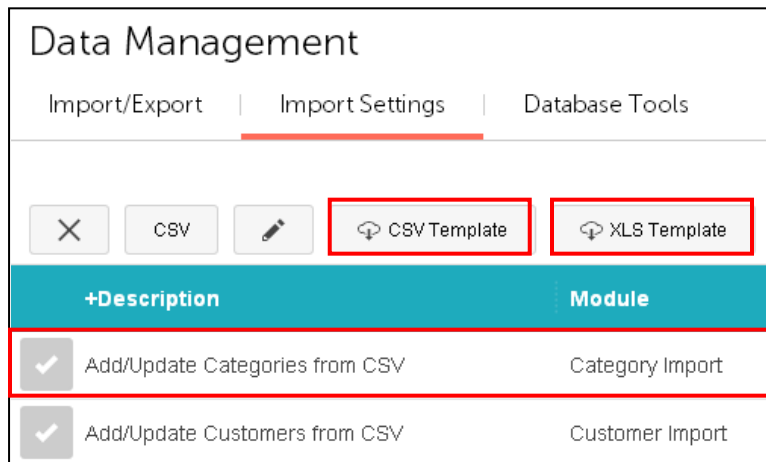 Data Management
Import/Export | Import Settings | Database Tools
CSV CSV Template XLS Template
+Description Module
Add/Update Categories from CSV Category Import
Add/Update Customers from CSV Customer Import